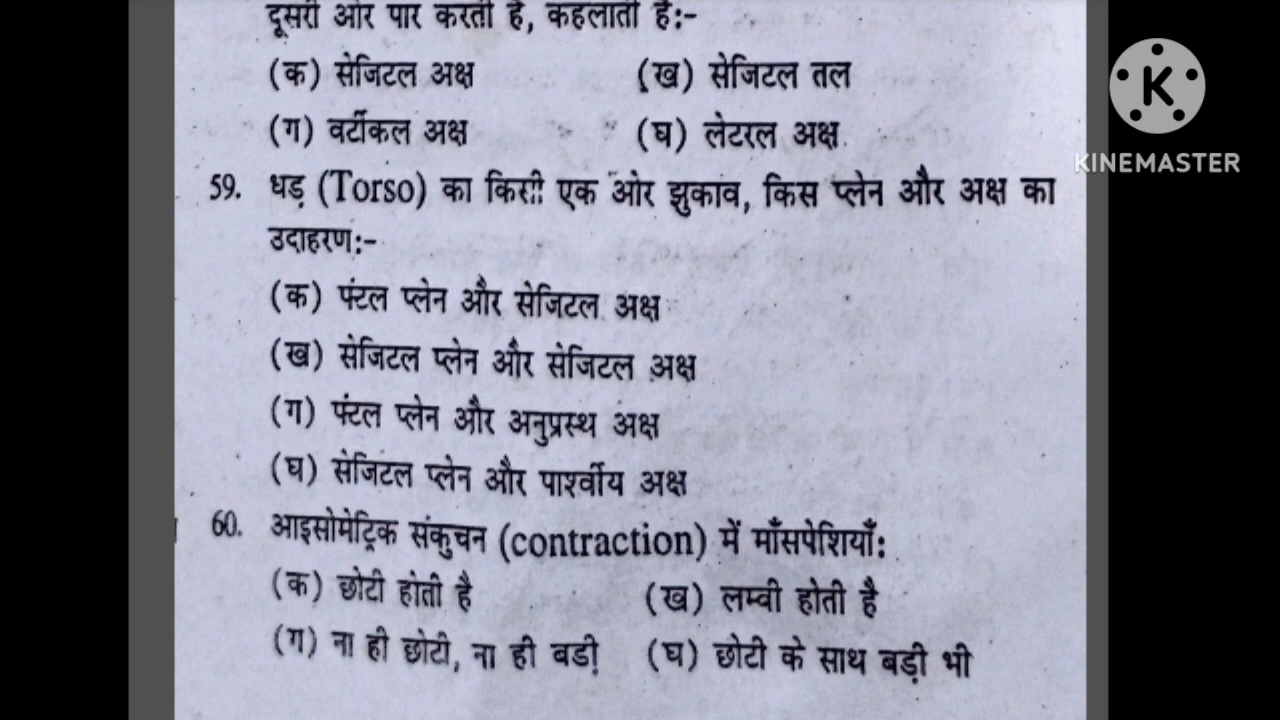 दूसरी ओर पार करती है, कहलाती है:-
(क) सेजिटल अक्ष (ख) सेजिटल तल
(ग) वर्टीकल अक्ष (घ) लेटरल अक्ष
KINEMASTER
59. धड़ (Torso) का किसी एक ओर झुकाव, किस प्लेन और अक्ष का
उदाहरण:-
(क) फ्रंटल प्लेन और सेजिटल अक्ष
(ख) सेजिटल प्लेन और सेजिटल अक्ष
(ग) फ्रंटल प्लेन और अनुप्रस्थ अक्ष
(घ) सेजिटल प्लेन और पार्श्वीय अक्ष
60. आइसोमेट्रिक संकुचन (contraction) में माँसपेशियाँ:
(क) छोटी होती है (ख) लम्वी होती है
(ग) ना ही छोटी, ना ही वडी़ (घ) छोटी के साथ बड़ी भी